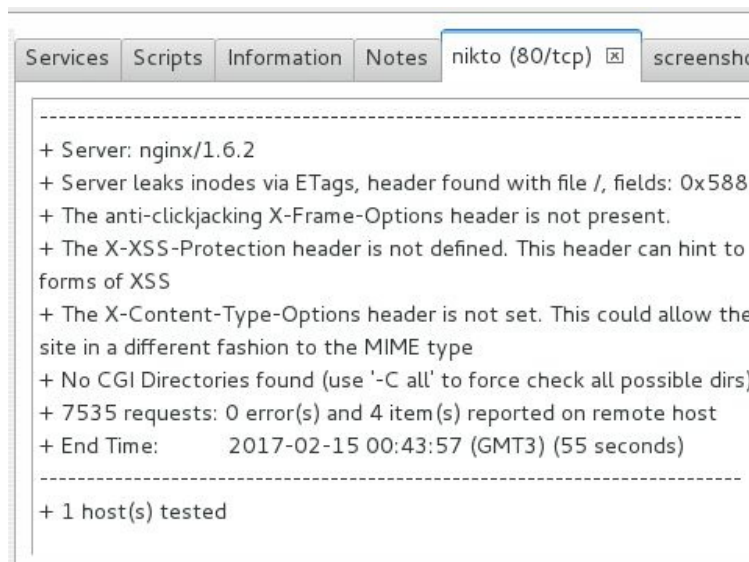 Services Scripts Information Notes nikto (80/tcp) screensho
--------------------------------------------------------------------------
+ Server: nginx/1.6.2
+ Server leaks inodes via ETags, header found with file /, fields: 0x588
+ The anti-clickjacking X-Frame-Options header is not present.
+ The X-XSS-Protection header is not defined. This header can hint to
forms of XSS
+ The X-Content-Type-Options header is not set. This could allow the
site in a different fashion to the MIME type
+ No CGI Directories found (use '-C all' to force check all possible dirs)
+ 7535 requests: 0 error(s) and 4 item(s) reported on remote host
+ End Time: 2017-02-15 00:43:57 (GMT3) (55 seconds)
--------------------------------------------------------------------------
+ 1 host(s) tested